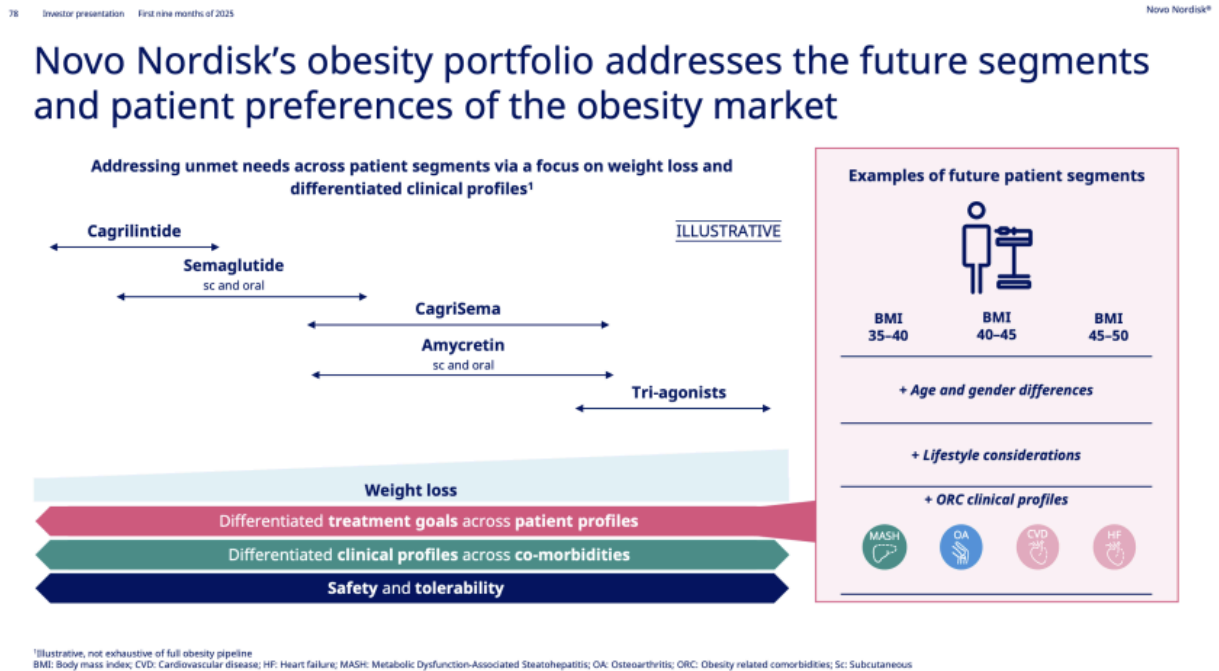 78 Investor presentation First nine months of 2025
Novo Nordisk®
Novo Nordisk's obesity portfolio addresses the future segments
and patient preferences of the obesity market
Addressing unmet needs across patient segments via a focus on weight loss and
differentiated clinical profiles¹
ILLUSTRATIVE
Cagrilintide
Semaglutide
sc and oral
CagriSema
Amycretin
sc and oral
Tri-agonists
Weight loss
Differentiated treatment goals across patient profiles
Differentiated clinical profiles across co-morbidities
Safety and tolerability
Examples of future patient segments
BMI BMI BMI
35–40 40–45 45–50
+ Age and gender differences
+ Lifestyle considerations
+ ORC clinical profiles
MASH OA CVD HF
¹Illustrative, not exhaustive of full obesity pipeline
BMI: Body mass index; CVD: Cardiovascular disease; HF: Heart failure; MASH: Metabolic Dysfunction-Associated Steatohepatitis; OA: Osteoarthritis; ORC: Obesity related comorbidities; Sc: Subcutaneous